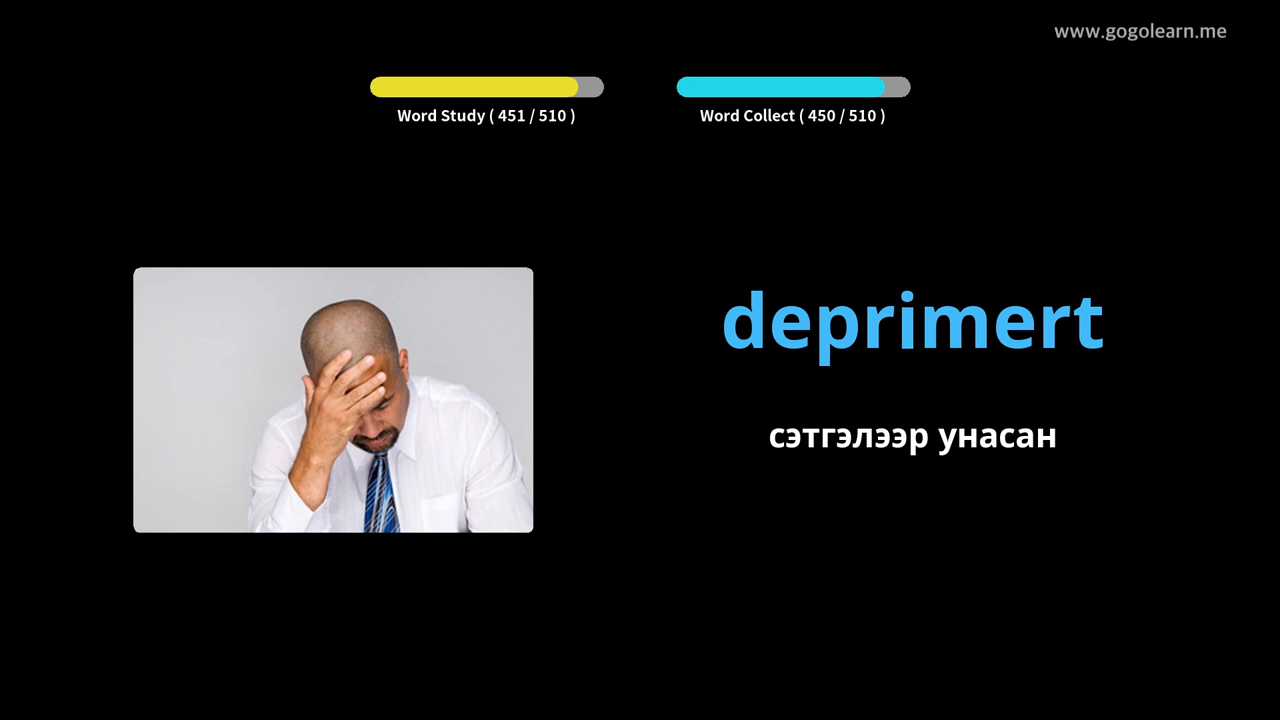 www.gogolearn.me
Word Study ( 451 / 510 )
Word Collect ( 450 / 510 )
deprimert
сэтгэлээр унасан